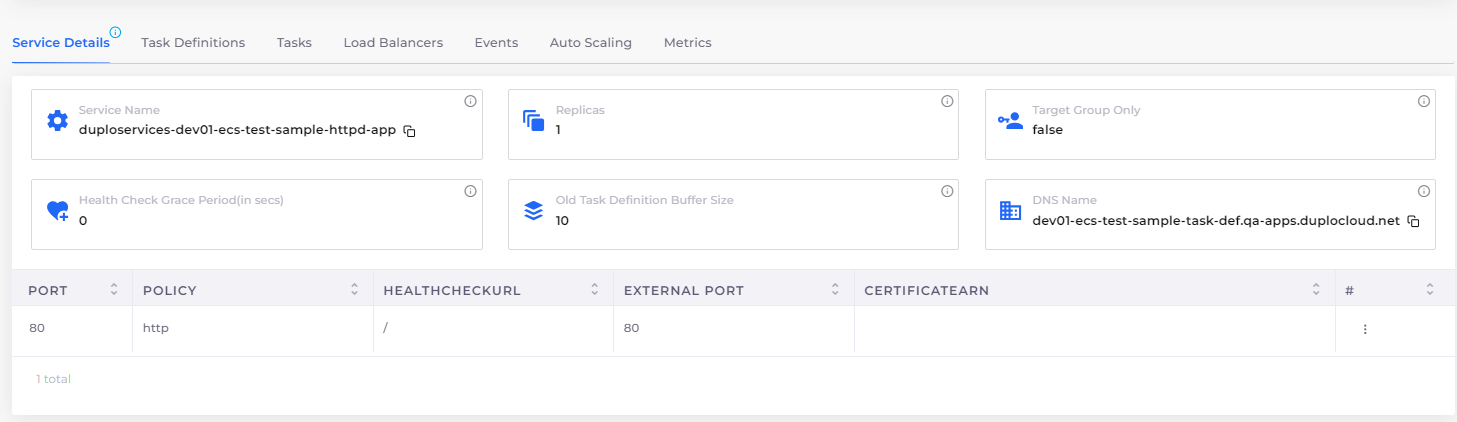 Service Details Task Definitions Tasks Load Balancers Events Auto Scaling Metrics
Service Name
duploservices-dev01-ecs-test-sample-httpd-app
Replicas
1
Target Group Only
false
Health Check Grace Period(in secs)
0
Old Task Definition Buffer Size
10
DNS Name
dev01-ecs-test-sample-task-def.qa-apps.duplocloud.net
PORT POLICY HEALTHCHECKURL EXTERNAL PORT CERTIFICATEARN #
80 http / 80
1 total